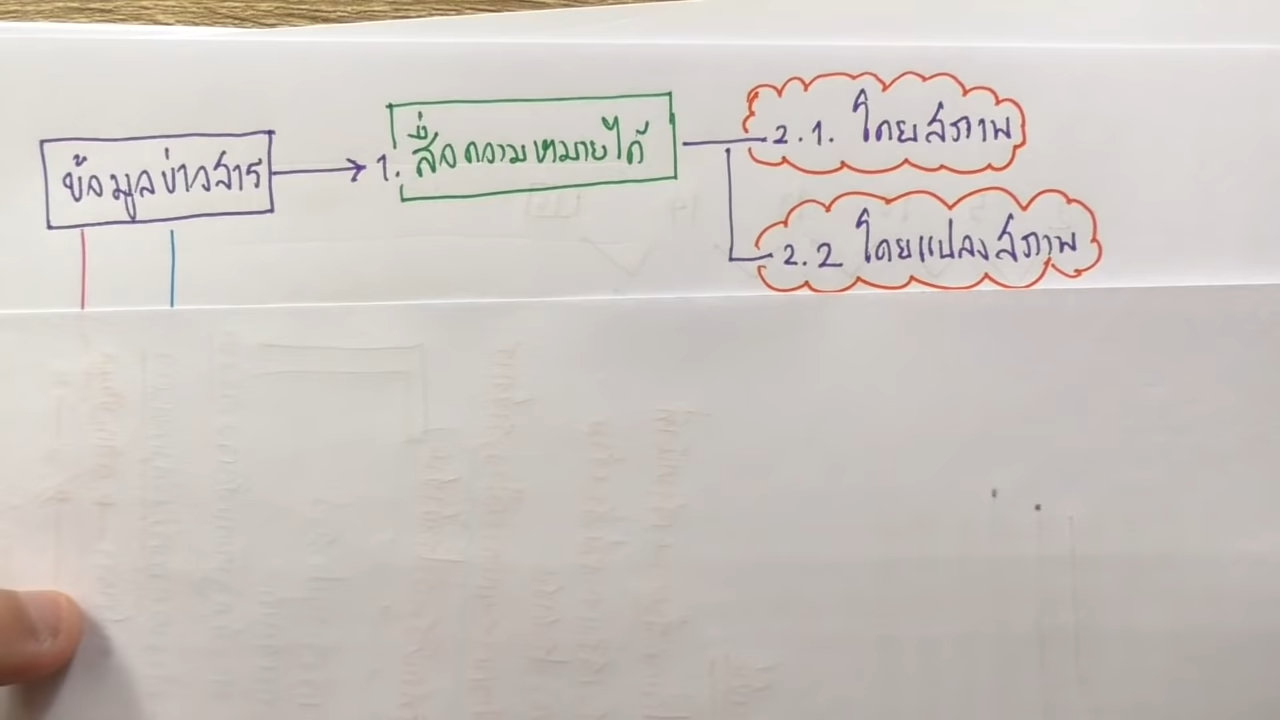 ข้อมูลข่าวสาร
1. สื่อความหมายได้
2.1. โดยสภาพ
2.2 โดยแปลงสภาพ